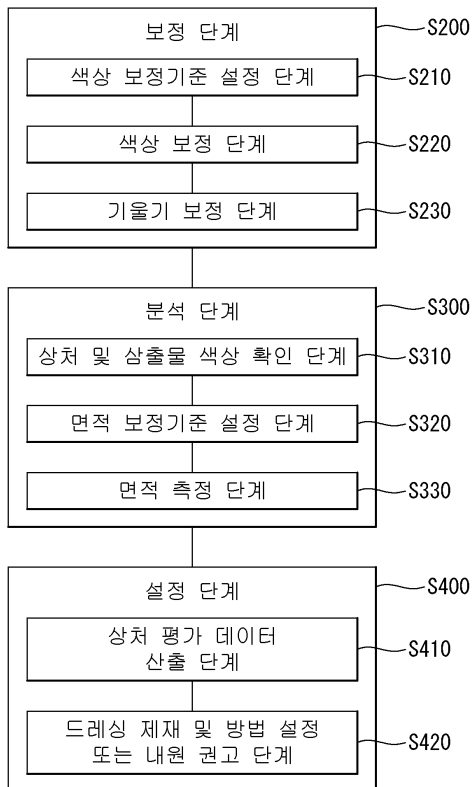 보정 단계
S200
색상 보정기준 설정 단계
S210
색상 보정 단계
S220
기울기 보정 단계
S230
분석 단계
S300
상처 및 삼출물 색상 확인 단계
S310
면적 보정기준 설정 단계
S320
면적 측정 단계
S330
설정 단계
S400
상처 평가 데이터
산출 단계
S410
드레싱 제재 및 방법 설정
또는 내원 권고 단계
S420